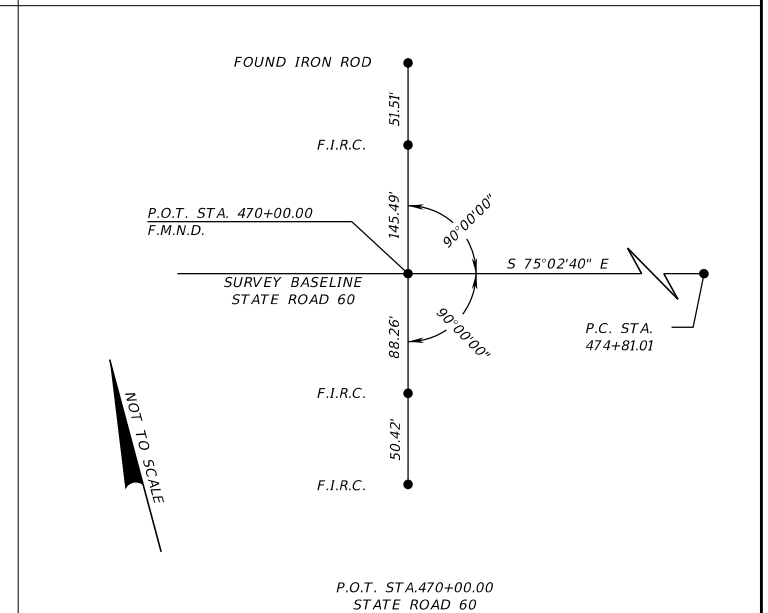 FOUND IRON ROD
51.51'
F.I.R.C.
145.49'
90°00'00"
P.O.T. STA. 470+00.00
F.M.N.D.
S 75°02'40" E
SURVEY BASELINE
STATE ROAD 60
88.26'
90°00'00"
P.C. STA.
474+81.01
F.I.R.C.
NOT TO SCALE
50.42'
F.I.R.C.
P.O.T. STA.470+00.00
STATE ROAD 60